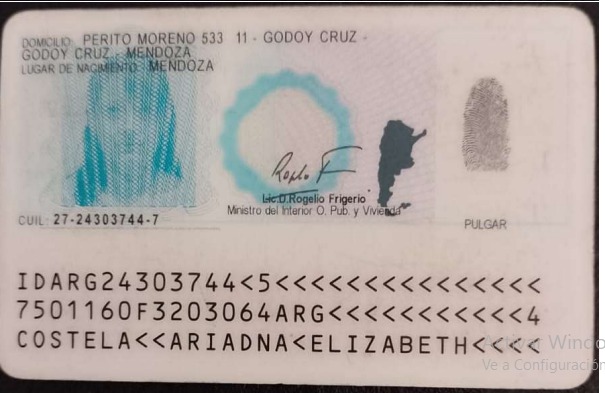 DOMICILIO: PERITO MORENO 533 11 - GODOY CRUZ -
GODOY CRUZ MENDOZA
LUGAR DE NACIMIENTO: MENDOZA
Lic.D.Rogelio Frigerio
Ministro del Interior O. Pub. y Vivienda
CUIL: 27-24303744-7
PULGAR
IDARG24303744<5<<<<<<<<<<<<<<<
7501160F3203064ARG<<<<<<<<<<<4
COSTELA<<ARIADNA<ELIZABETH<<<<
Activar Windo
Ve a Configuración